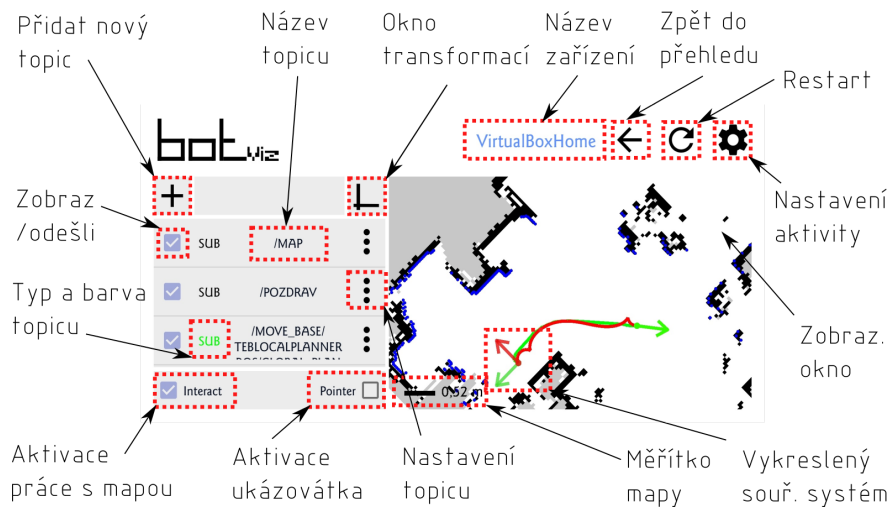 Přidat nový
topic
Název
topicu
Okno
transformací
Název
zařízení
Zpět do
přehledu
Restart
botviz
VirtualBoxHome
Zobraz
/odešli
Nastavení
aktivity
SUB /MAP
SUB /POZDRAV
Typ a barva
topicu
SUB
/MOVE_BASE/
TEBLOCALPLANNER
ROS/GLOBAL_PLAN
Zobraz.
okno
Interact
Pointer
0,52 m
Aktivace
práce s mapou
Aktivace
ukázovátka
Nastavení
topicu
Měřítko
mapy
Vykreslený
souř. systém